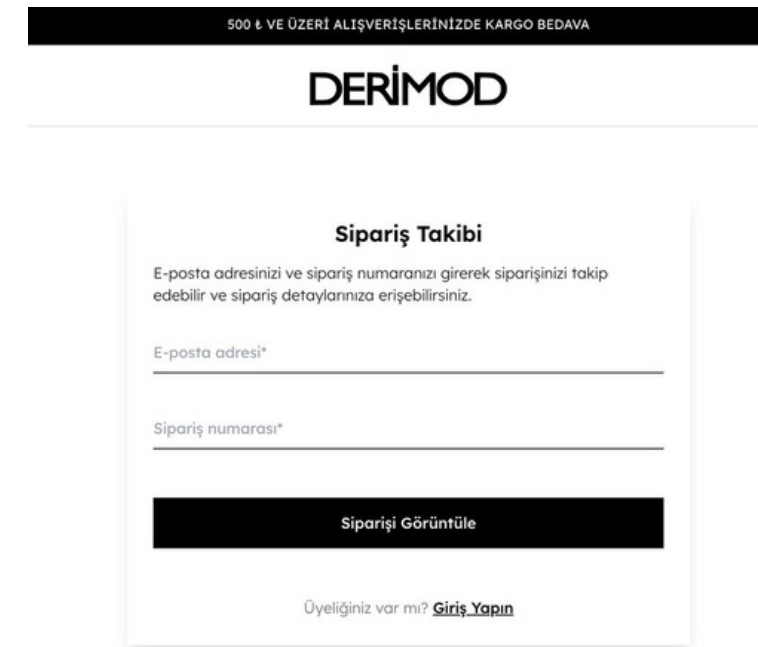 500 ₺ VE ÜZERİ ALIŞVERİŞLERİNİZDE KARGO BEDAVA
DERİMOD
Sipariş Takibi
E-posta adresinizi ve sipariş numaranızı girerek siparişinizi takip
edebilir ve sipariş detaylarınıza erişebilirsiniz.
E-posta adresi*
Sipariş numarası*
Siparişi Görüntüle
Üyeliğiniz var mı? Giriş Yapın